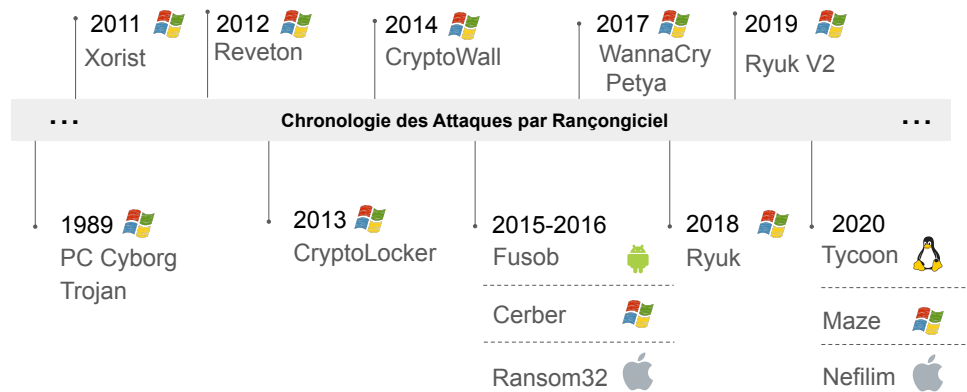 2011
Xorist
2012
Reveton
2014
CryptoWall
2017
WannaCry
Petya
2019
Ryuk V2
... Chronologie des Attaques par Rançongiciel ...
1989
PC Cyborg
Trojan
2013
CryptoLocker
2015-2016
Fusob
Cerber
Ransom32
2018
Ryuk
2020
Tycoon
Maze
Nefilim